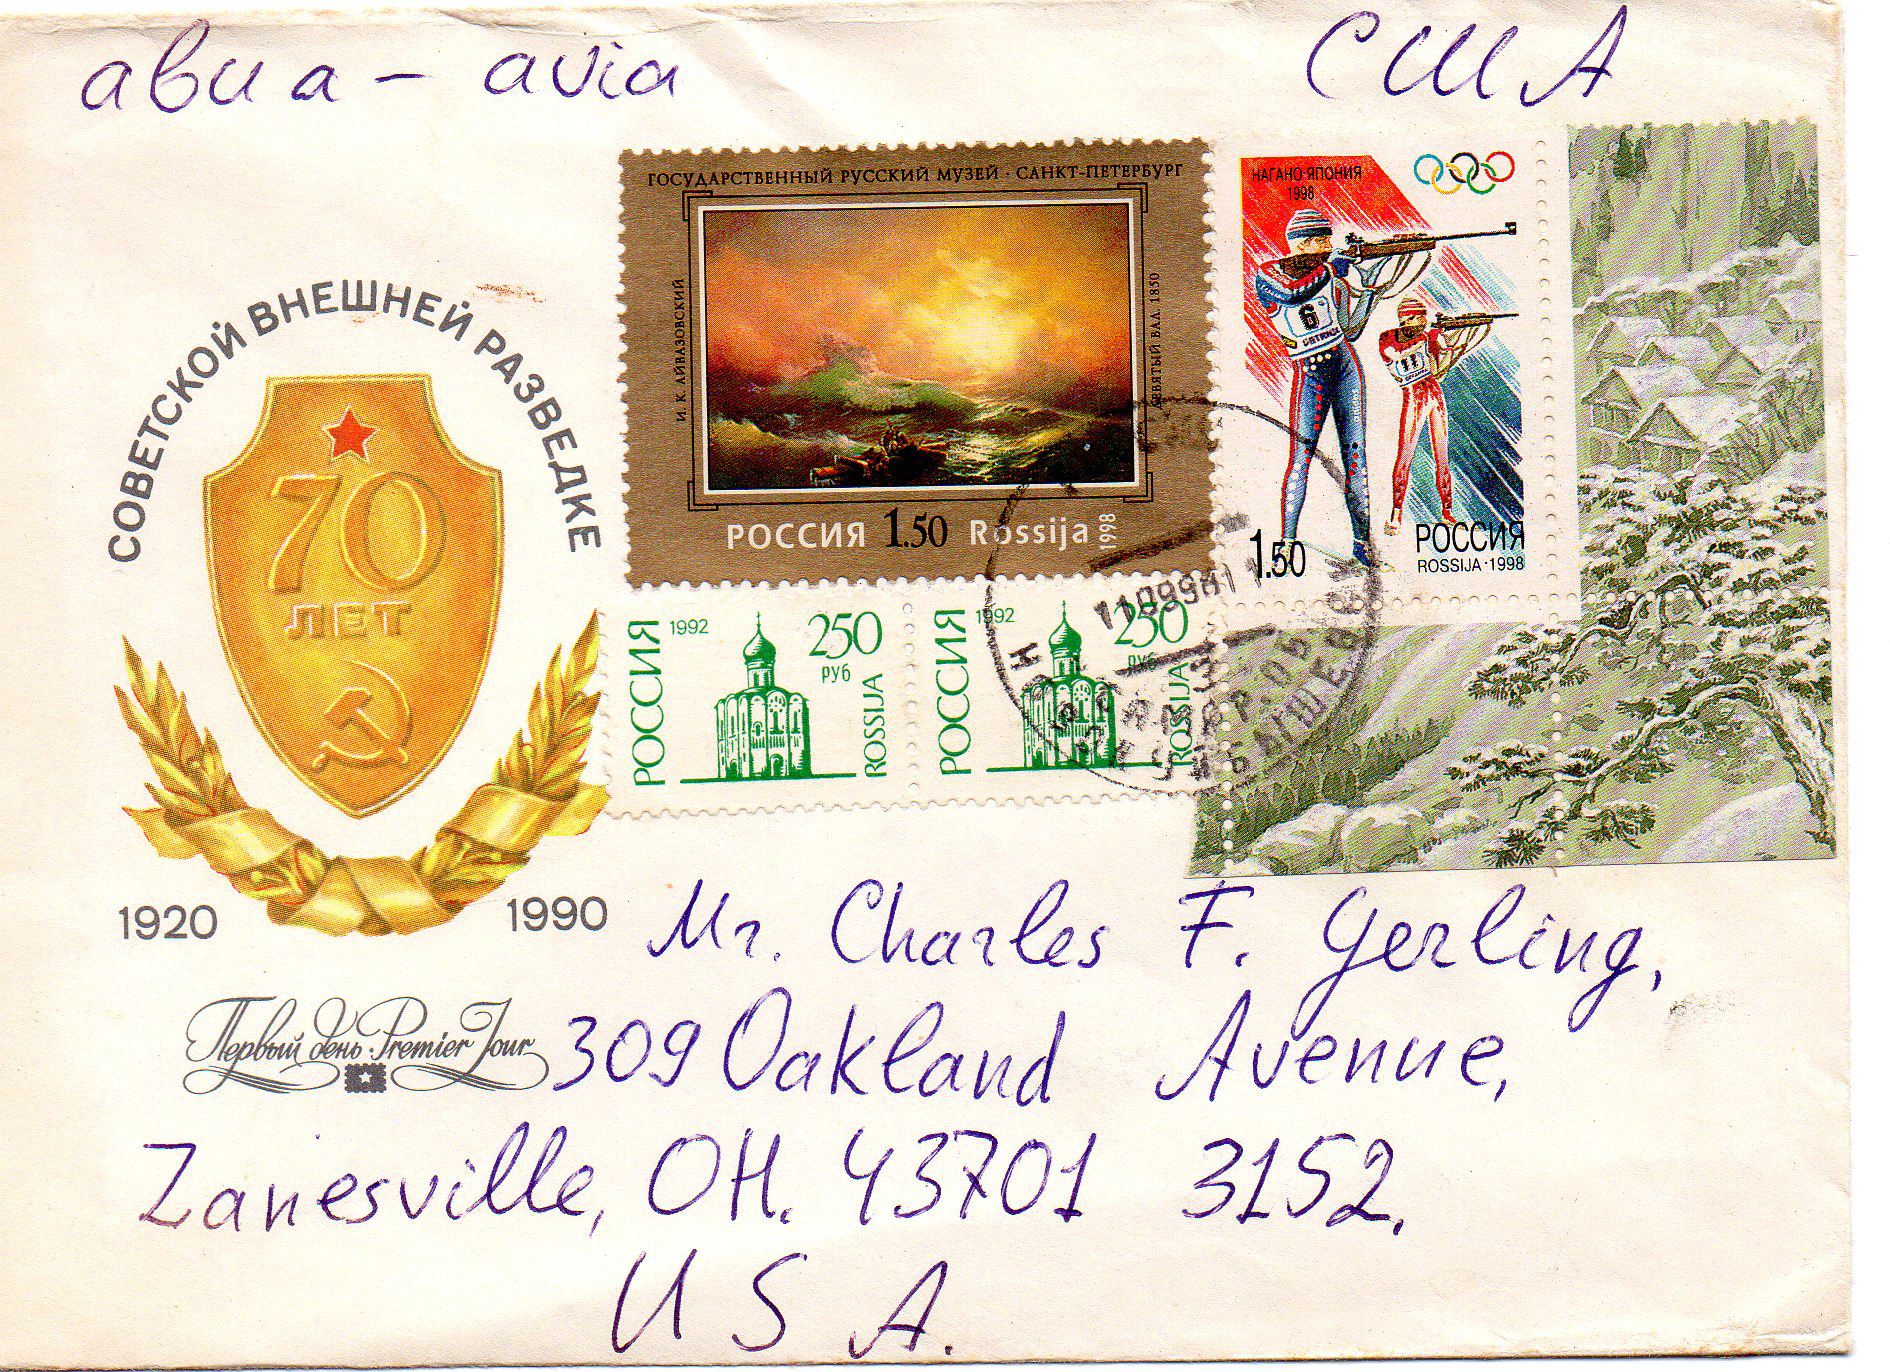 авиа – avia
США
СОВЕТСКОЙ ВНЕШНЕЙ РАЗВЕДКЕ
70
ЛЕТ
1920
1990
Первый день · Premier Jour
ГОСУДАРСТВЕННЫЙ РУССКИЙ МУЗЕЙ · САНКТ-ПЕТЕРБУРГ
И. К. АЙВАЗОВСКИЙ
ДЕВЯТЫЙ ВАЛ. 1850
РОССИЯ 1.50 Rossija 1998
НАГАНО·ЯПОНИЯ
1998
6
11
1.50
РОССИЯ
ROSSIJA·1998
РОССИЯ
1992
250
руб
ROSSIJA
РОССИЯ
1992
250
руб
ROSSIJA
Mr. Charles F. Gerling,
309 Oakland Avenue,
Zanesville, OH. 43701 3152.
U S A.